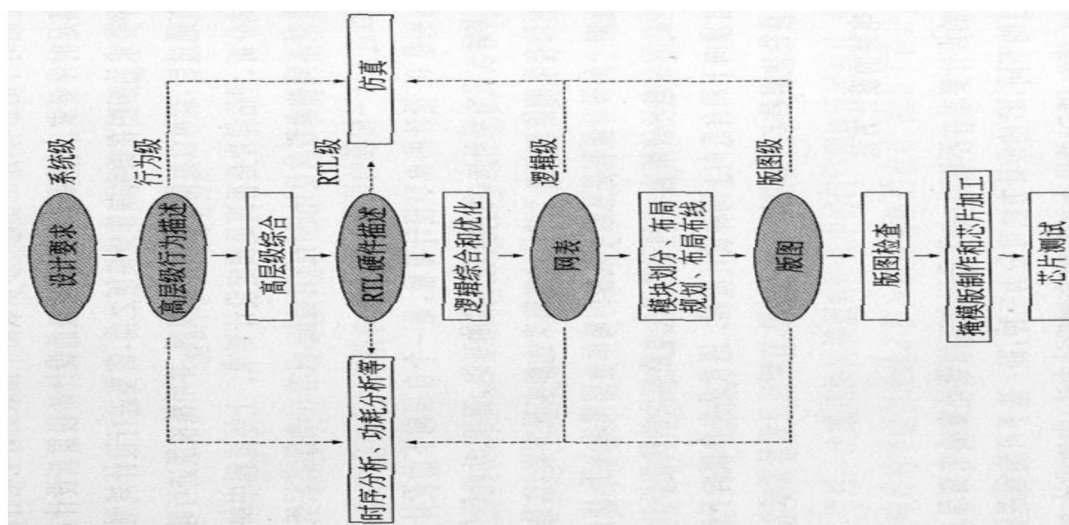 设计要求
系统级
高层级行为描述
行为级
高层级综合
RTL硬件描述
RTL级
仿真
时序分析、功耗分析等
逻辑综合和优化
网表
逻辑级
模块划分、布局
规划、布局布线
版图
版图级
版图检查
掩模版制作和芯片加工
芯片测试